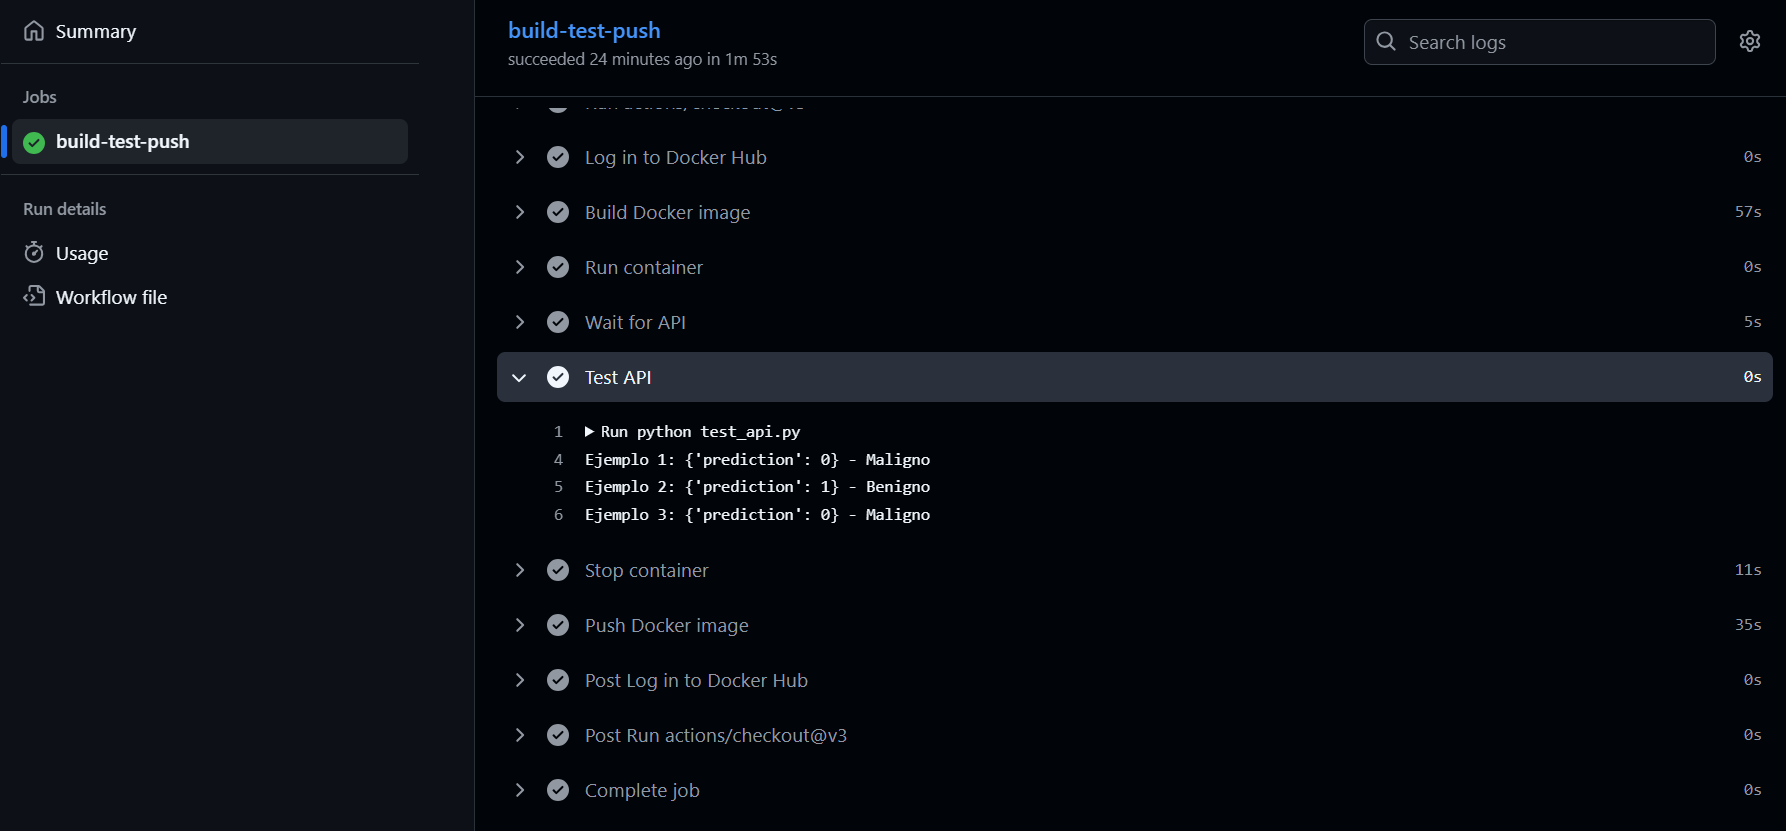 Summary
Jobs
build-test-push
Run details
Usage
Workflow file
build-test-push
succeeded 24 minutes ago in 1m 53s
Search logs
Log in to Docker Hub 0s
Build Docker image 57s
Run container 0s
Wait for API 5s
Test API 0s
1 Run python test_api.py
4 Ejemplo 1: {'prediction': 0} - Maligno
5 Ejemplo 2: {'prediction': 1} - Benigno
6 Ejemplo 3: {'prediction': 0} - Maligno
Stop container 11s
Push Docker image 35s
Post Log in to Docker Hub 0s
Post Run actions/checkout@v3 0s
Complete job 0s